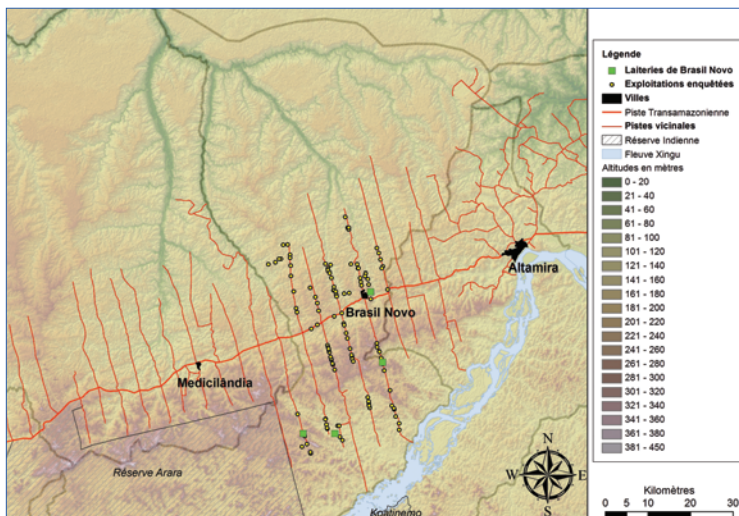 Altamira
Brasil Novo
Medicilândia
Réserve Arara
Koatinemo
N
W
E
S
Légende
Laiteries de Brasil Novo
Exploitations enquêtées
Villes
Piste Transamazonienne
Pistes vicinales
Réserve Indienne
Fleuve Xingu
Altitudes en mètres
0 - 20
21 - 40
41 - 60
61 - 80
81 - 100
101 - 120
121 - 140
141 - 160
161 - 180
181 - 200
201 - 220
221 - 240
241 - 260
261 - 280
281 - 300
301 - 320
321 - 340
341 - 360
361 - 380
381 - 450
Kilomètres
0 5 10 20 30